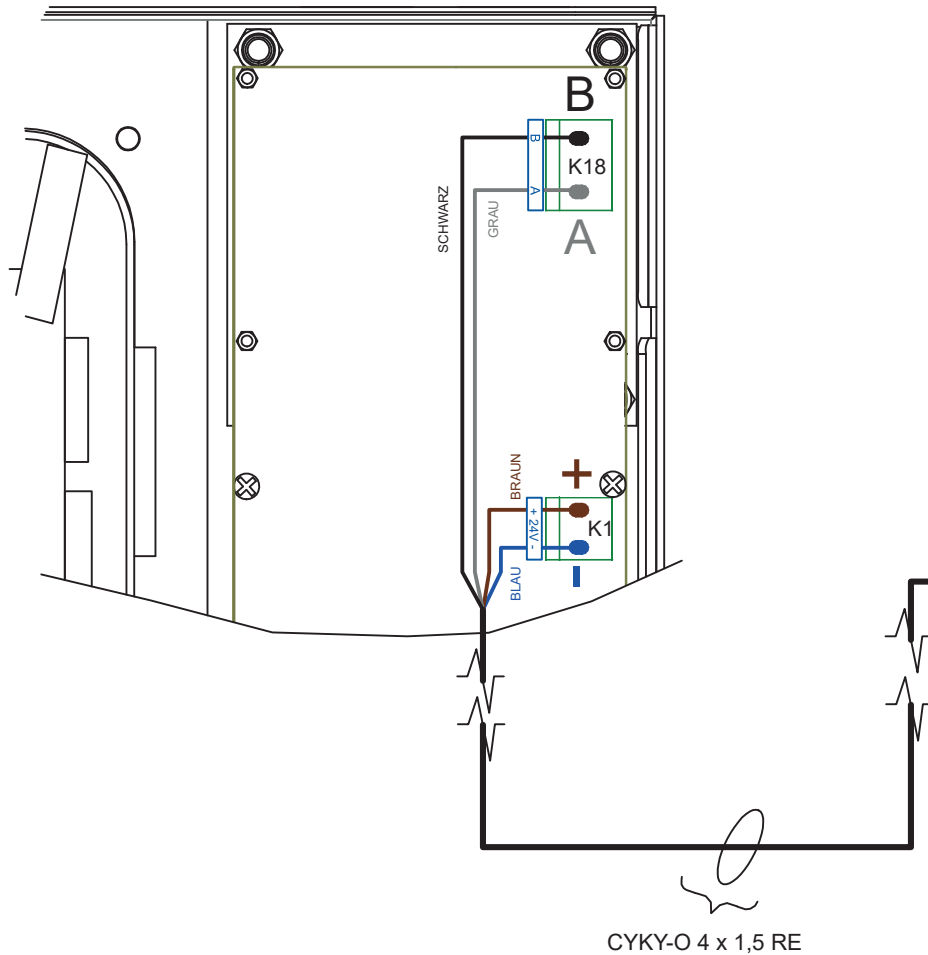 B
B
K18
A
A
SCHWARZ
GRAU
BRAUN
+
+ 24V -
K1
-
BLAU
CYKY-O 4 x 1,5 RE